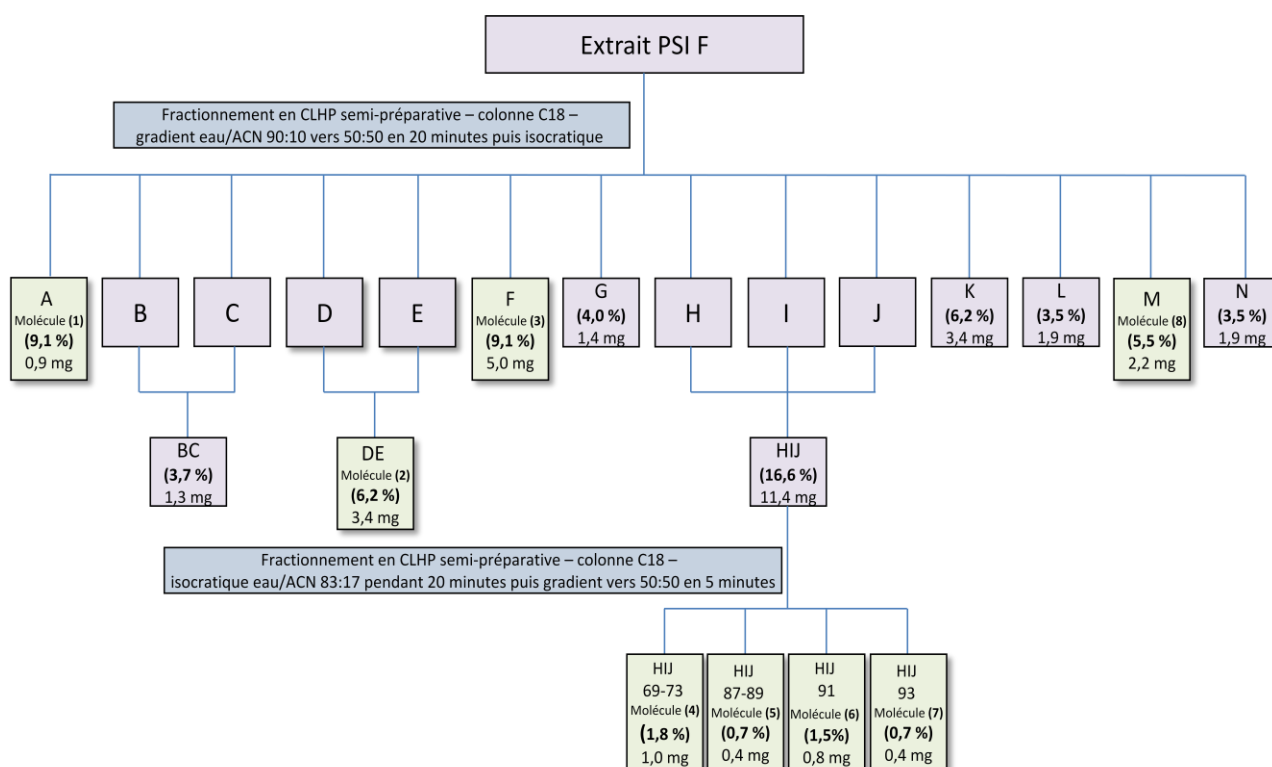 Extrait PSI F
Fractionnement en CLHP semi-préparative – colonne C18 –
gradient eau/ACN 90:10 vers 50:50 en 20 minutes puis isocratique
A
Molécule (1)
(9,1 %)
0,9 mg
B
C
D
E
F
Molécule (3)
(9,1 %)
5,0 mg
G
(4,0 %)
1,4 mg
H
I
J
K
(6,2 %)
3,4 mg
L
(3,5 %)
1,9 mg
M
Molécule (8)
(5,5 %)
2,2 mg
N
(3,5 %)
1,9 mg
BC
(3,7 %)
1,3 mg
DE
Molécule (2)
(6,2 %)
3,4 mg
HIJ
(16,6 %)
11,4 mg
Fractionnement en CLHP semi-préparative – colonne C18 –
isocratique eau/ACN 83:17 pendant 20 minutes puis gradient vers 50:50 en 5 minutes
HIJ
69-73
Molécule (4)
(1,8 %)
1,0 mg
HIJ
87-89
Molécule (5)
(0,7 %)
0,4 mg
HIJ
91
Molécule (6)
(1,5%)
0,8 mg
HIJ
93
Molécule (7)
(0,7 %)
0,4 mg